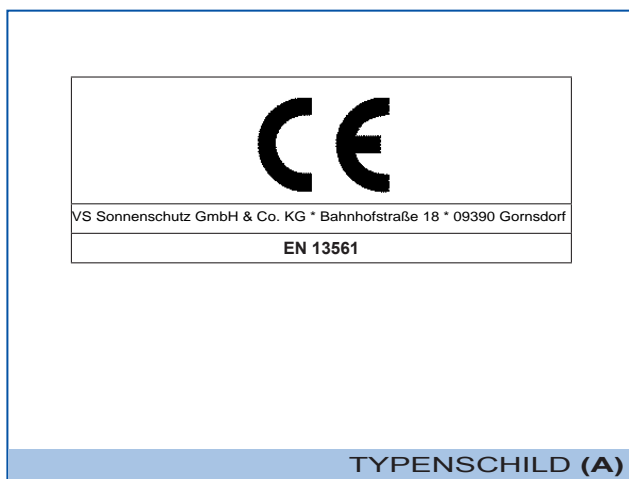 CE
VS Sonnenschutz GmbH & Co. KG * Bahnhofstraße 18 * 09390 Gornsdorf
EN 13561
TYPENSCHILD (A)